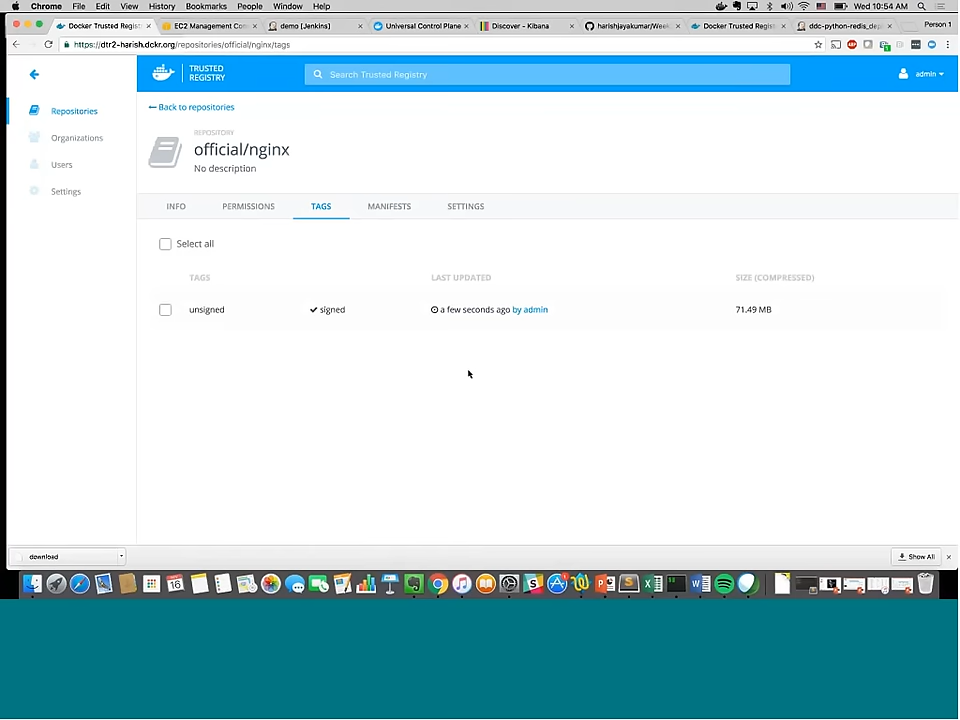 Chrome File Edit View History Bookmarks People Window Help Wed 10:54 AM
Docker Trusted Regist EC2 Management Con demo [Jenkins] Universal Control Plane Discover - Kibana harishjayakumar/Week Docker Trusted Regist ddc-python-redis_de Person 1
https://dtr2-harish.dckr.org/repositories/official/nginx/tags
TRUSTED
REGISTRY
Search Trusted Registry
admin
Repositories
Organizations
Users
Settings
Back to repositories
REPOSITORY
official/nginx
No description
INFO PERMISSIONS TAGS MANIFESTS SETTINGS
Select all
TAGS LAST UPDATED SIZE (COMPRESSED)
unsigned signed a few seconds ago by admin 71.49 MB
download
Show All
16